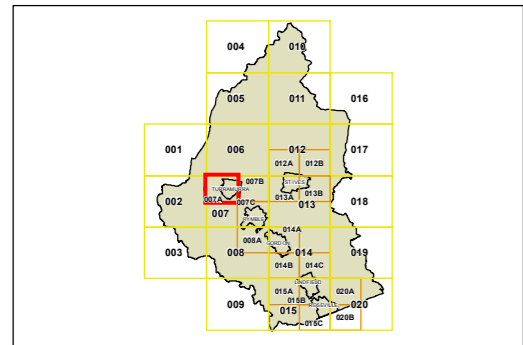 004 010
005 011 016
001 006 012 017
012A 012B
007B ST IVES
TURRAMURRA
002 007A 007C 013A 013B 018
007 013
PYMBLE
014A
008A GORDON
003 008 014 019
014B 014C
LINDFIELD
015A 020A
009 015B ROSEVILLE 020
015 020B
015C